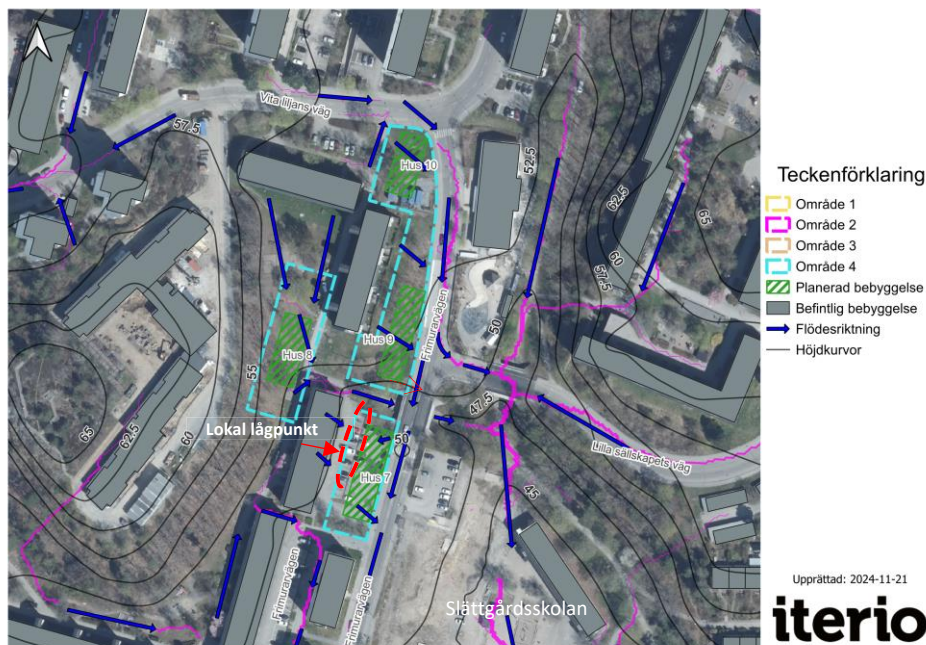 Vita liljans väg
57.5
Hus 10
52.5
62.5
65
60
57.5
Frimurarvägen
50
Hus 9
Hus 8
55
47.5
Lokal lågpunkt
50
65
62.5
60
Hus 7
Lilla sällskapets väg
45
Frimurarvägen
Frimurarvägen
Slättgårdsskolan
Teckenförklaring
Område 1
Område 2
Område 3
Område 4
Planerad bebyggelse
Befintlig bebyggelse
Flödesriktning
Höjdkurvor
Upprättad: 2024-11-21
iterio